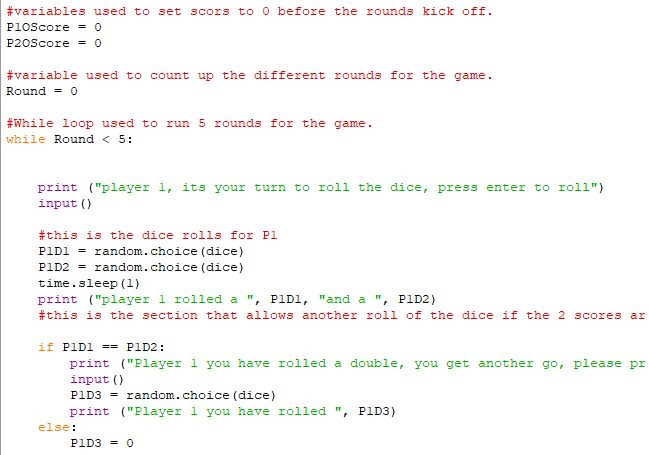 #variables used to set scors to 0 before the rounds kick off.
P1OScore = 0
P2OScore = 0
#variable used to count up the different rounds for the game.
Round = 0
#While loop used to run 5 rounds for the game.
while Round < 5:
print ("player 1, its your turn to roll the dice, press enter to roll")
input()
#this is the dice rolls for P1
P1D1 = random.choice(dice)
P1D2 = random.choice(dice)
time.sleep(1)
print ("player 1 rolled a ", P1D1, "and a ", P1D2)
#this is the section that allows another roll of the dice if the 2 scores ar
if P1D1 == P1D2:
print ("Player 1 you have rolled a double, you get another go, please pr
input()
P1D3 = random.choice(dice)
print ("Player 1 you have rolled ", P1D3)
else:
P1D3 = 0